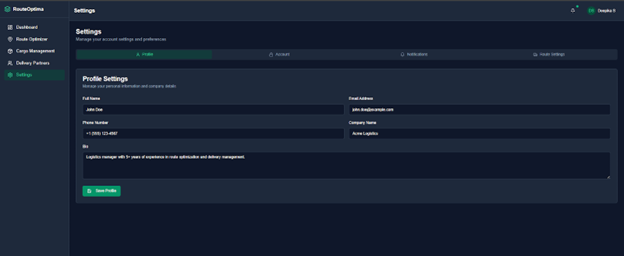 RouteOptima
Settings
Deepika S
Dashboard
Route Optimizer
Cargo Management
Delivery Partners
Settings
Settings
Manage your account settings and preferences
Profile
Account
Notifications
Route Settings
Profile Settings
Manage your personal information and company details
Full Name
Email Address
John Doe
john.doe@example.com
Phone Number
Company Name
+1 (555) 123-4567
Acme Logistics
Bio
Logistics manager with 5+ years of experience in route optimization and delivery management.
Save Profile